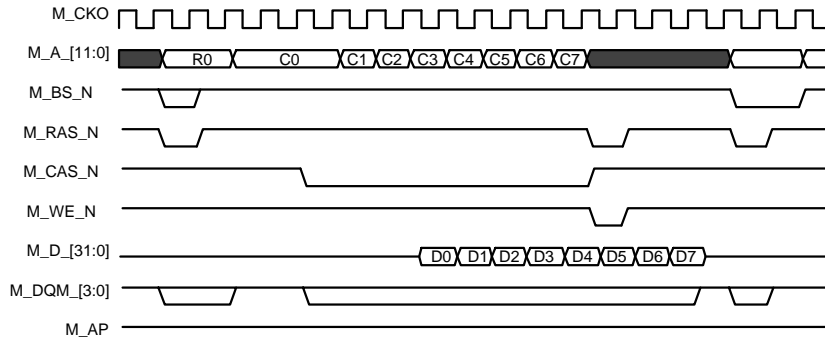 M_CKO
M_A_[11:0] R0 C0 C1 C2 C3 C4 C5 C6 C7
M_BS_N
M_RAS_N
M_CAS_N
M_WE_N
M_D_[31:0] D0 D1 D2 D3 D4 D5 D6 D7
M_DQM_[3:0]
M_AP